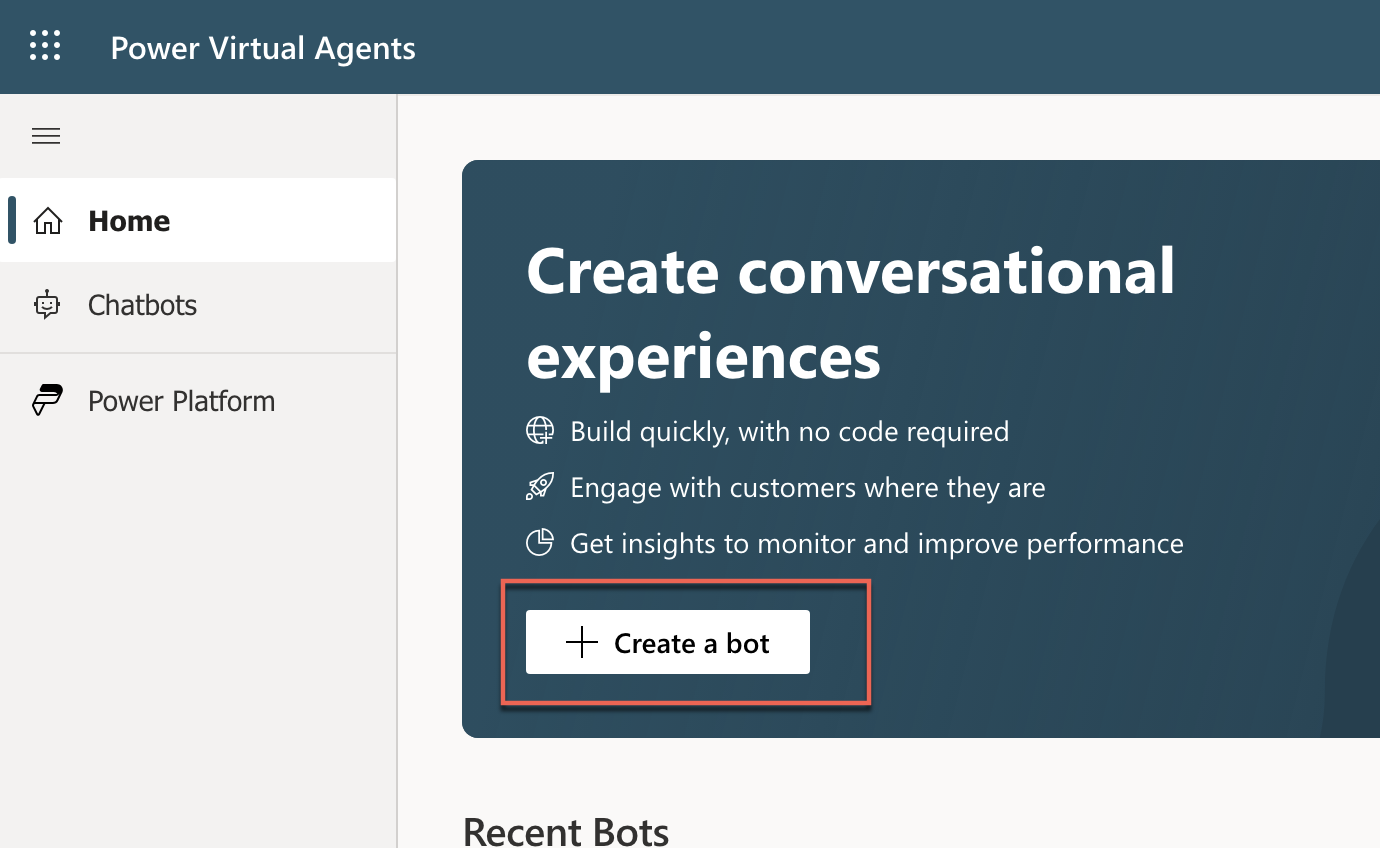 Power Virtual Agents
Home
Chatbots
Power Platform
Create conversational
experiences
Build quickly, with no code required
Engage with customers where they are
Get insights to monitor and improve performance
Create a bot
Recent Bots